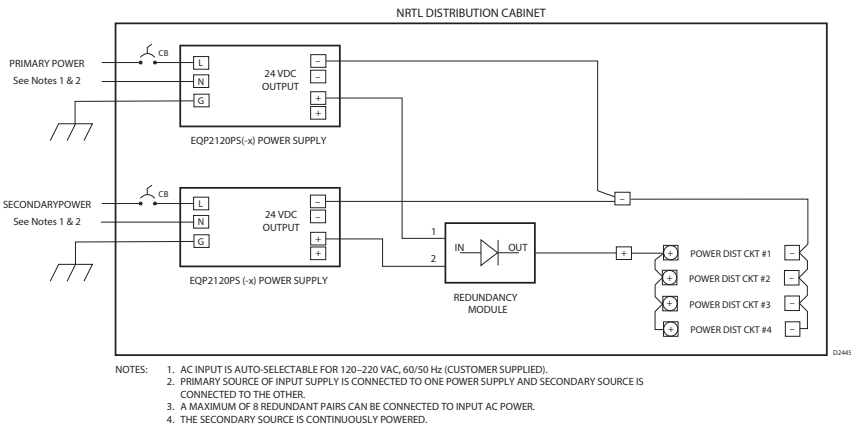 NRTL DISTRIBUTION CABINET
PRIMARY POWER
See Notes 1 & 2
CB
L
N
G
24 VDC
OUTPUT
–
–
+
+
EQP2120PS(-x) POWER SUPPLY
SECONDARYPOWER
See Notes 1 & 2
CB
L
N
G
24 VDC
OUTPUT
–
–
+
+
EQP2120PS (-x) POWER SUPPLY
1
2
IN
OUT
REDUNDANCY
MODULE
–
+
+ POWER DIST CKT #1 –
+ POWER DIST CKT #2 –
+ POWER DIST CKT #3 –
+ POWER DIST CKT #4 –
D2445
NOTES: 1. AC INPUT IS AUTO-SELECTABLE FOR 120–220 VAC, 60/50 Hz (CUSTOMER SUPPLIED).
2. PRIMARY SOURCE OF INPUT SUPPLY IS CONNECTED TO ONE POWER SUPPLY AND SECONDARY SOURCE IS
CONNECTED TO THE OTHER.
3. A MAXIMUM OF 8 REDUNDANT PAIRS CAN BE CONNECTED TO INPUT AC POWER.
4. THE SECONDARY SOURCE IS CONTINUOUSLY POWERED.